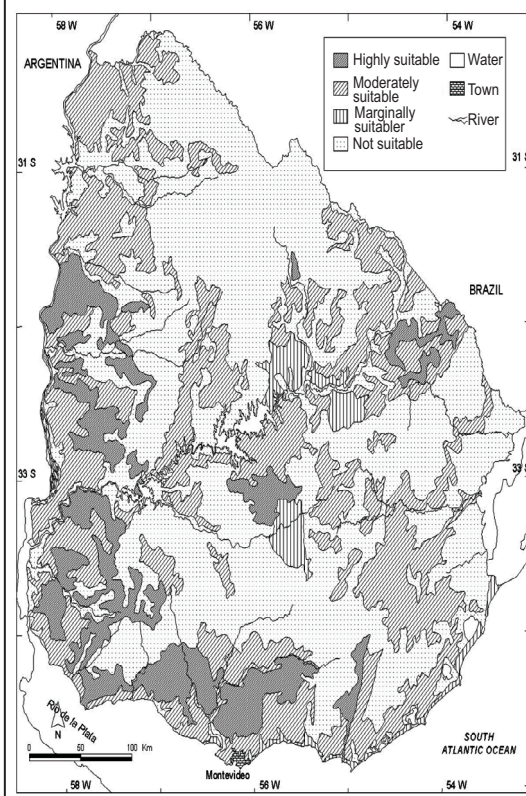 58 W
56 W
54 W
ARGENTINA
Highly suitable
Moderately
suitable
Marginally
suitabler
Not suitable
Water
Town
River
31 S
31 S
BRAZIL
33 S
33 S
Rio de la Plata
N
0 50 100 Km
Montevideo
SOUTH
ATLANTIC OCEAN
58 W
56 W
54 W